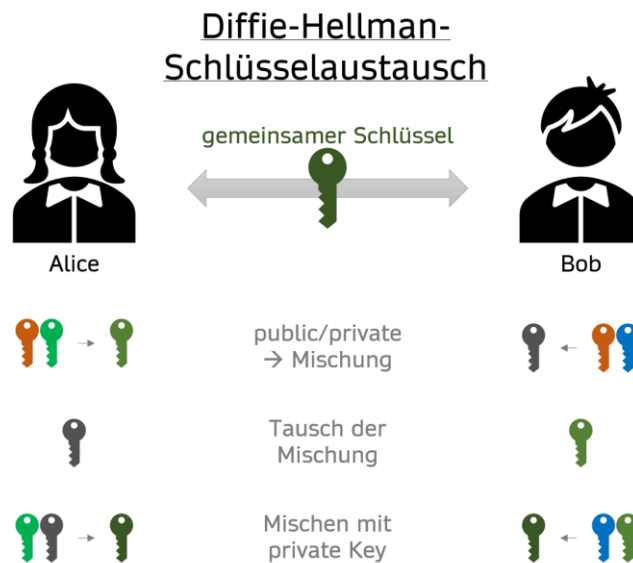 Diffie-Hellman-
Schlüsselaustausch
gemeinsamer Schlüssel
Alice
Bob
public/private
→ Mischung
Tausch der
Mischung
Mischen mit
private Key